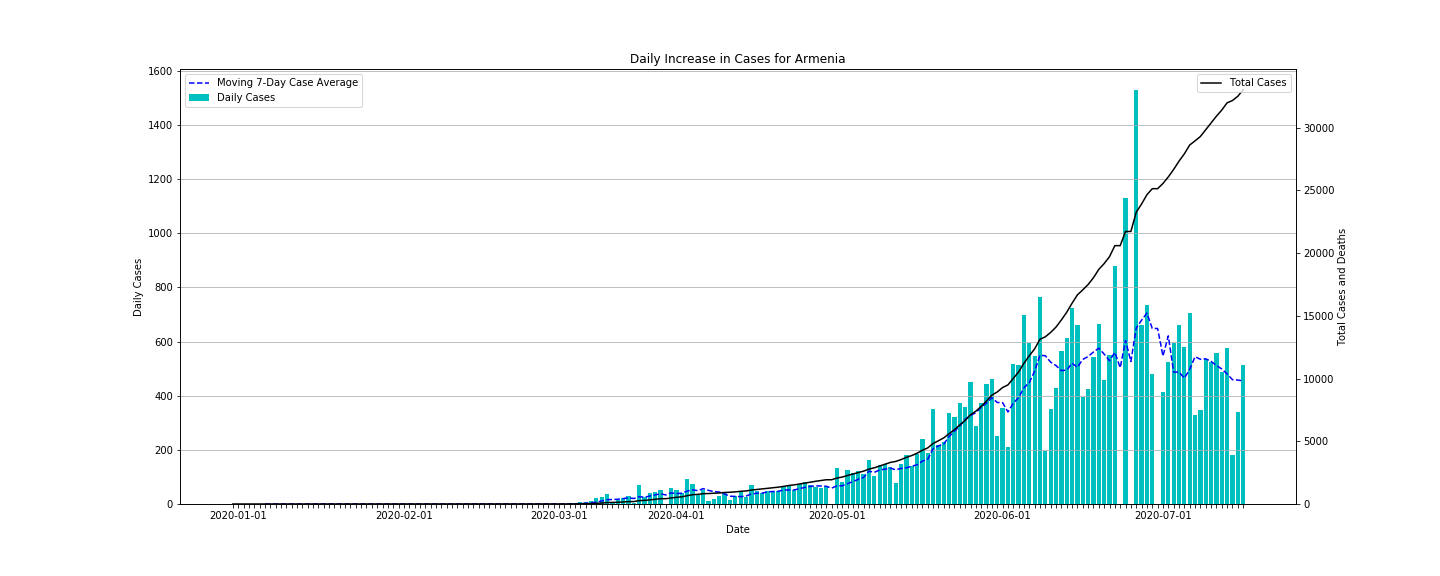 Daily Increase in Cases for Armenia
Moving 7-Day Case Average
Daily Cases
Total Cases
1600
1400
1200
1000
800
600
400
200
0
Daily Cases
30000
25000
20000
15000
10000
5000
0
Total Cases and Deaths
2020-01-01 2020-02-01 2020-03-01 2020-04-01 2020-05-01 2020-06-01 2020-07-01
Date